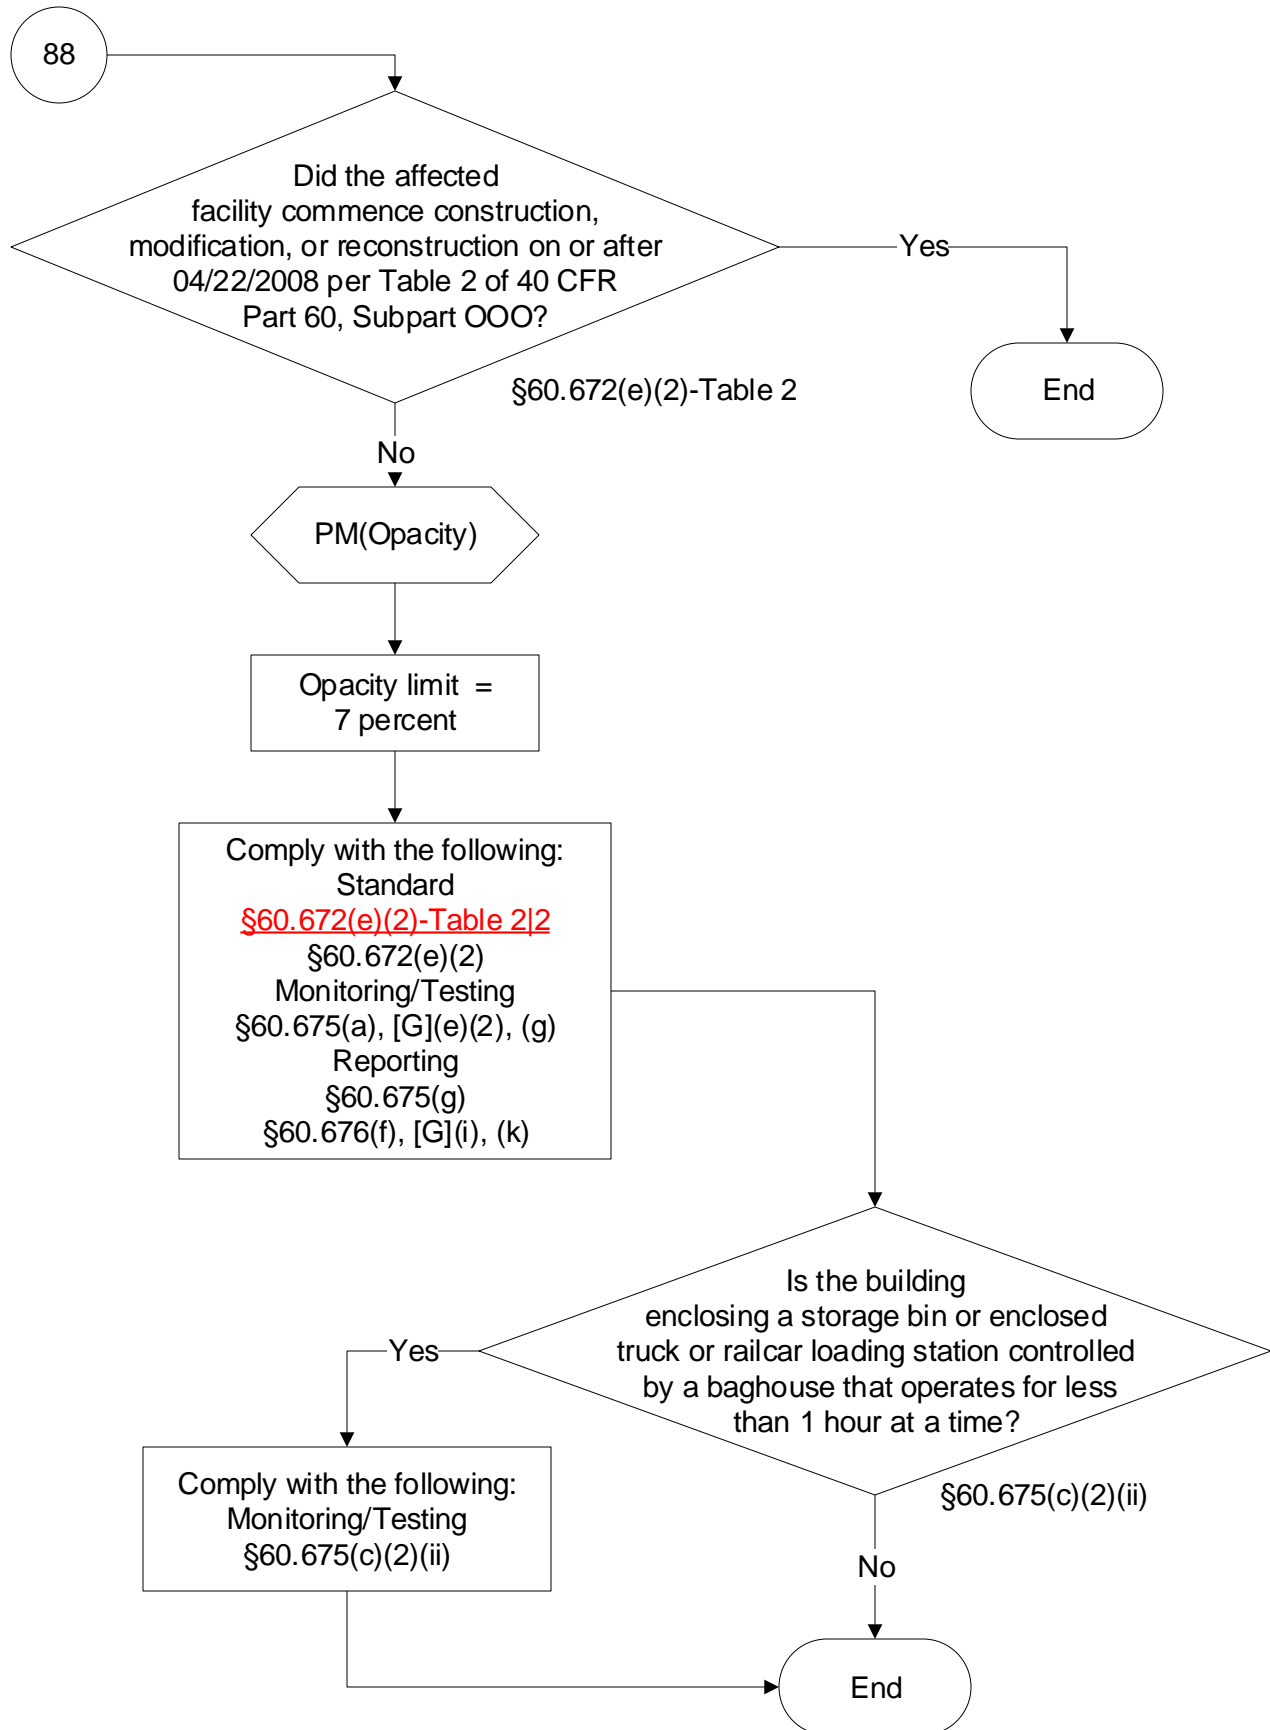 88
Did the affected
facility commence construction,
modification, or reconstruction on or after
04/22/2008 per Table 2 of 40 CFR
Part 60, Subpart OOO?
Yes
§60.672(e)(2)-Table 2
End
No
PM(Opacity)
Opacity limit =
7 percent
Comply with the following:
Standard
§60.672(e)(2)-Table 2|2
§60.672(e)(2)
Monitoring/Testing
§60.675(a), [G](e)(2), (g)
Reporting
§60.675(g)
§60.676(f), [G](i), (k)
Is the building
enclosing a storage bin or enclosed
truck or railcar loading station controlled
by a baghouse that operates for less
than 1 hour at a time?
Yes
§60.675(c)(2)(ii)
Comply with the following:
Monitoring/Testing
§60.675(c)(2)(ii)
No
End